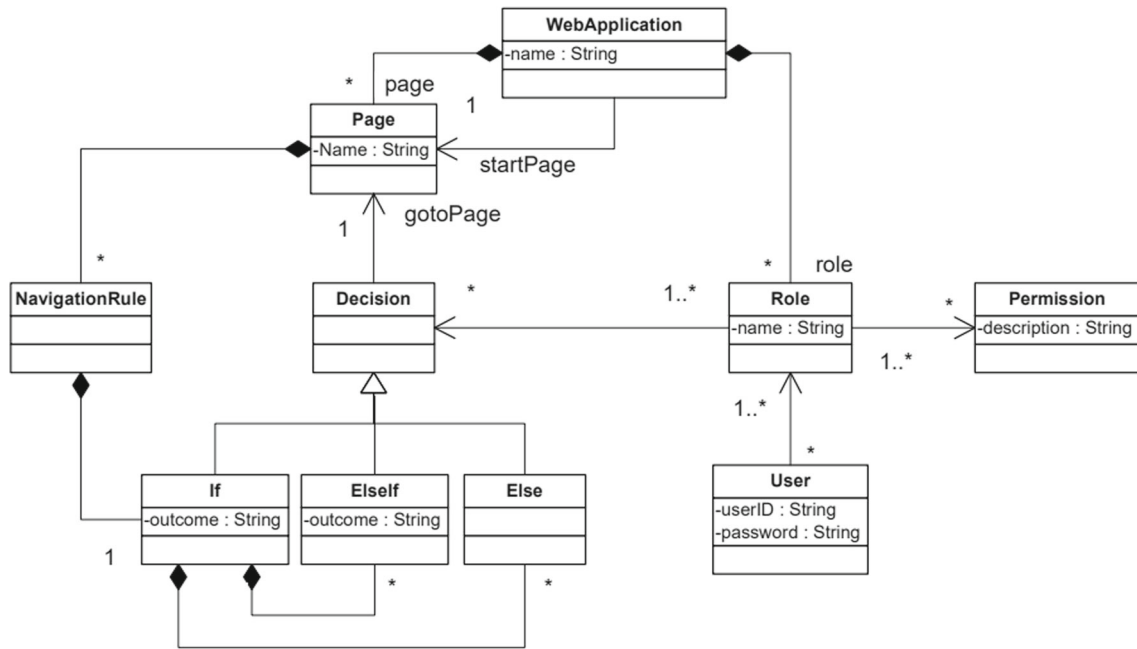 WebApplication
-name : String
* page
1
Page
-Name : String
startPage
gotoPage
1
*
* role
NavigationRule
Decision
*
1..*
Role
-name : String
*
Permission
-description : String
1..*
1..*
*
If
-outcome : String
ElseIf
-outcome : String
Else
User
-userID : String
-password : String
1
*
*